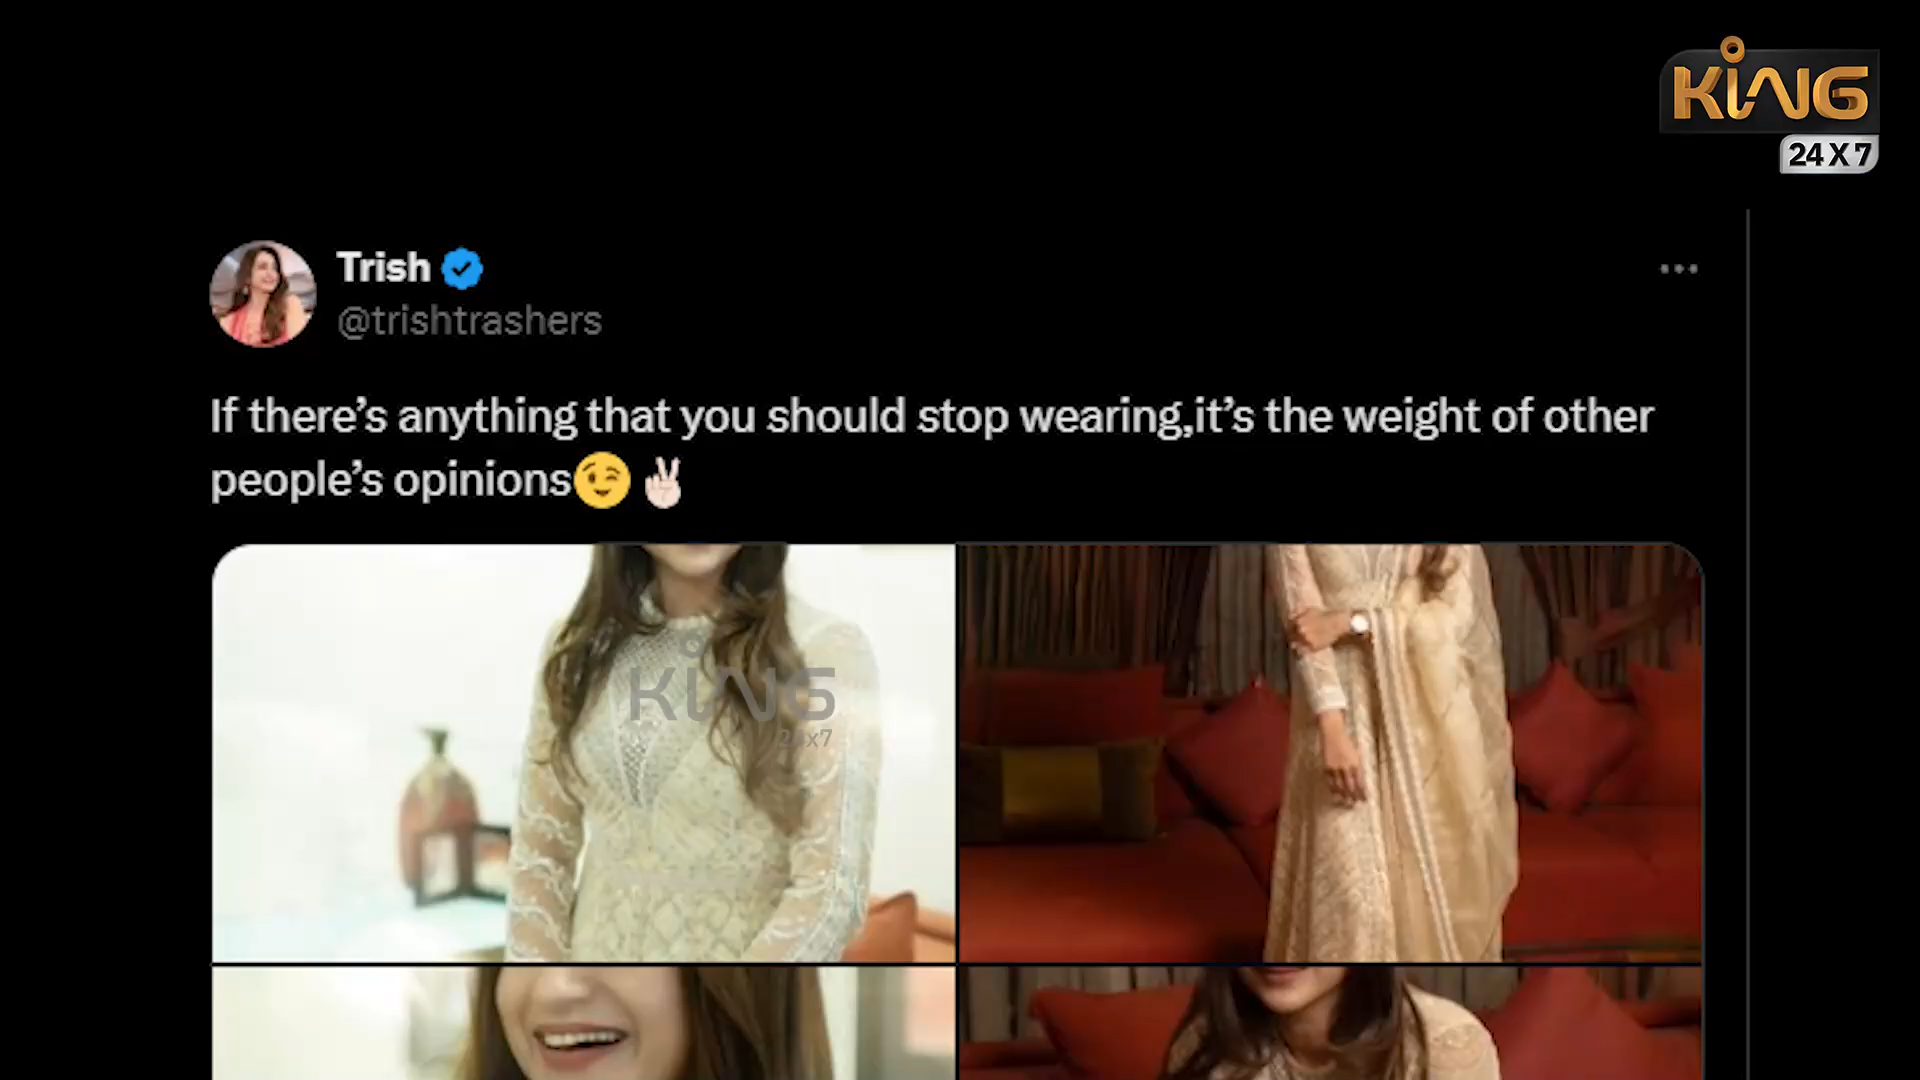 KING
24X7
Trish
@trishtrashers
If there's anything that you should stop wearing,it's the weight of other
people's opinions😉✌🏻
KING
24x7